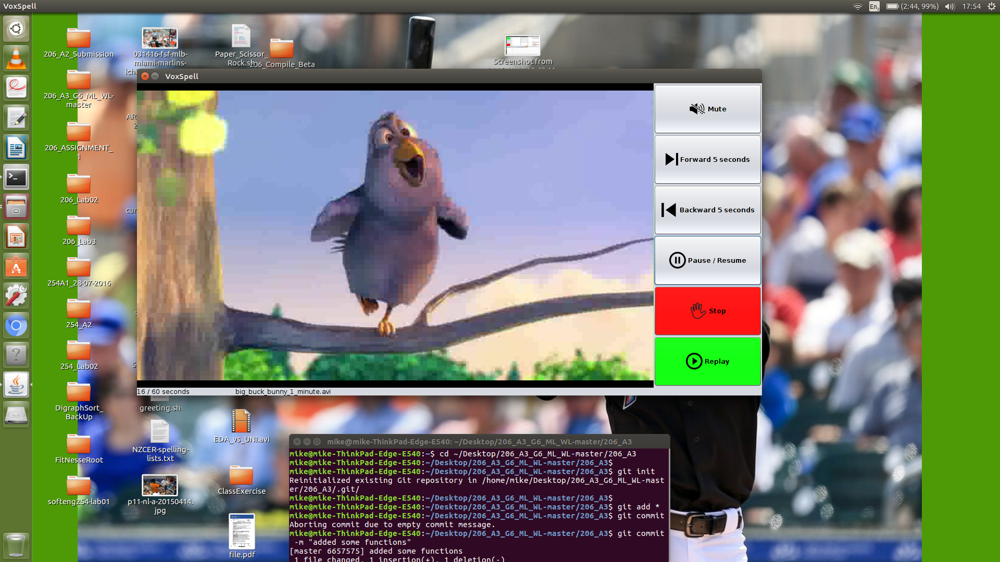 VoxSpell
En2
(2:44, 99%)
17:54
206_A2_Submission
031416-fsf-mlb-
miami-marlins-
Paper_Scissor_
Rock.sh
206_Compile_Beta
Screenshot from
VoxSpell
206_A3_G6_ML_WL-
master
206_ASSIGNMENT_
1
206_Lab02
206_Lab3
254A1_28-07-2016
254_A2
254_Lab02
DigraphSort_
BackUp
FitNesseRoot
softeng254-lab01
Mute
Forward 5 seconds
Backward 5 seconds
Pause / Resume
Stop
Replay
16 / 60 seconds
big_buck_bunny_1_minute.avi
greeting.sh
NZCER-spelling-
lists.txt
p11-nl-a-20150414.
jpg
EDA_vs_UNI.avi
ClassExercise
file.pdf
mike@mike-ThinkPad-Edge-E540: ~/Desktop/206_A3_G6_ML_WL-master/206_A3
mike@mike-ThinkPad-Edge-E540:~$ cd ~/Desktop/206_A3_G6_ML_WL-master/206_A3
mike@mike-ThinkPad-Edge-E540:~/Desktop/206_A3_G6_ML_WL-master/206_A3$
mike@mike-ThinkPad-Edge-E540:~/Desktop/206_A3_G6_ML_WL-master/206_A3$ git init
Reinitialized existing Git repository in /home/mike/Desktop/206_A3_G6_ML_WL-mast
er/206_A3/.git/
mike@mike-ThinkPad-Edge-E540:~/Desktop/206_A3_G6_ML_WL-master/206_A3$
mike@mike-ThinkPad-Edge-E540:~/Desktop/206_A3_G6_ML_WL-master/206_A3$ git add *
mike@mike-ThinkPad-Edge-E540:~/Desktop/206_A3_G6_ML_WL-master/206_A3$ git commit
Aborting commit due to empty commit message.
mike@mike-ThinkPad-Edge-E540:~/Desktop/206_A3_G6_ML_WL-master/206_A3$ git commit
-m "added some functions"
[master 6657575] added some functions
1 file changed, 1 insertion(+), 1 deletion(-)